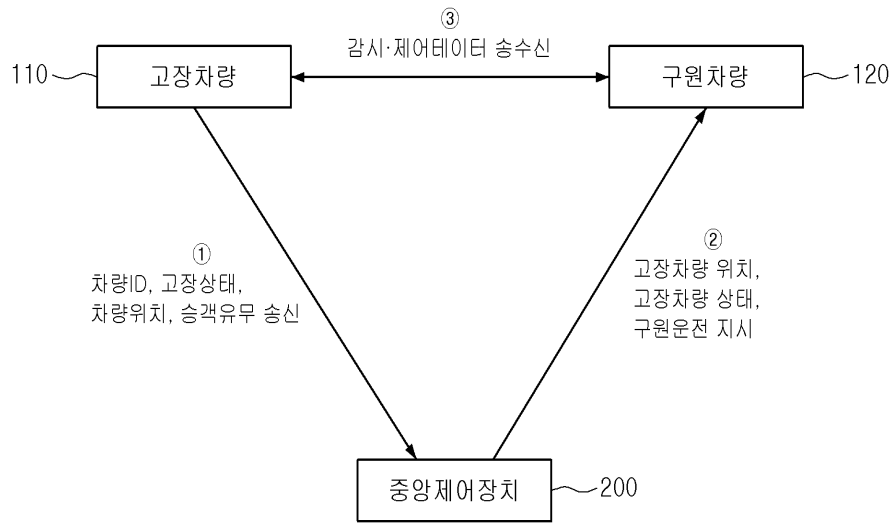 ③
감시·제어테이터 송수신
110
고장차량
구원차량
120
①
차량ID, 고장상태,
차량위치, 승객유무 송신
②
고장차량 위치,
고장차량 상태,
구원운전 지시
중앙제어장치
200